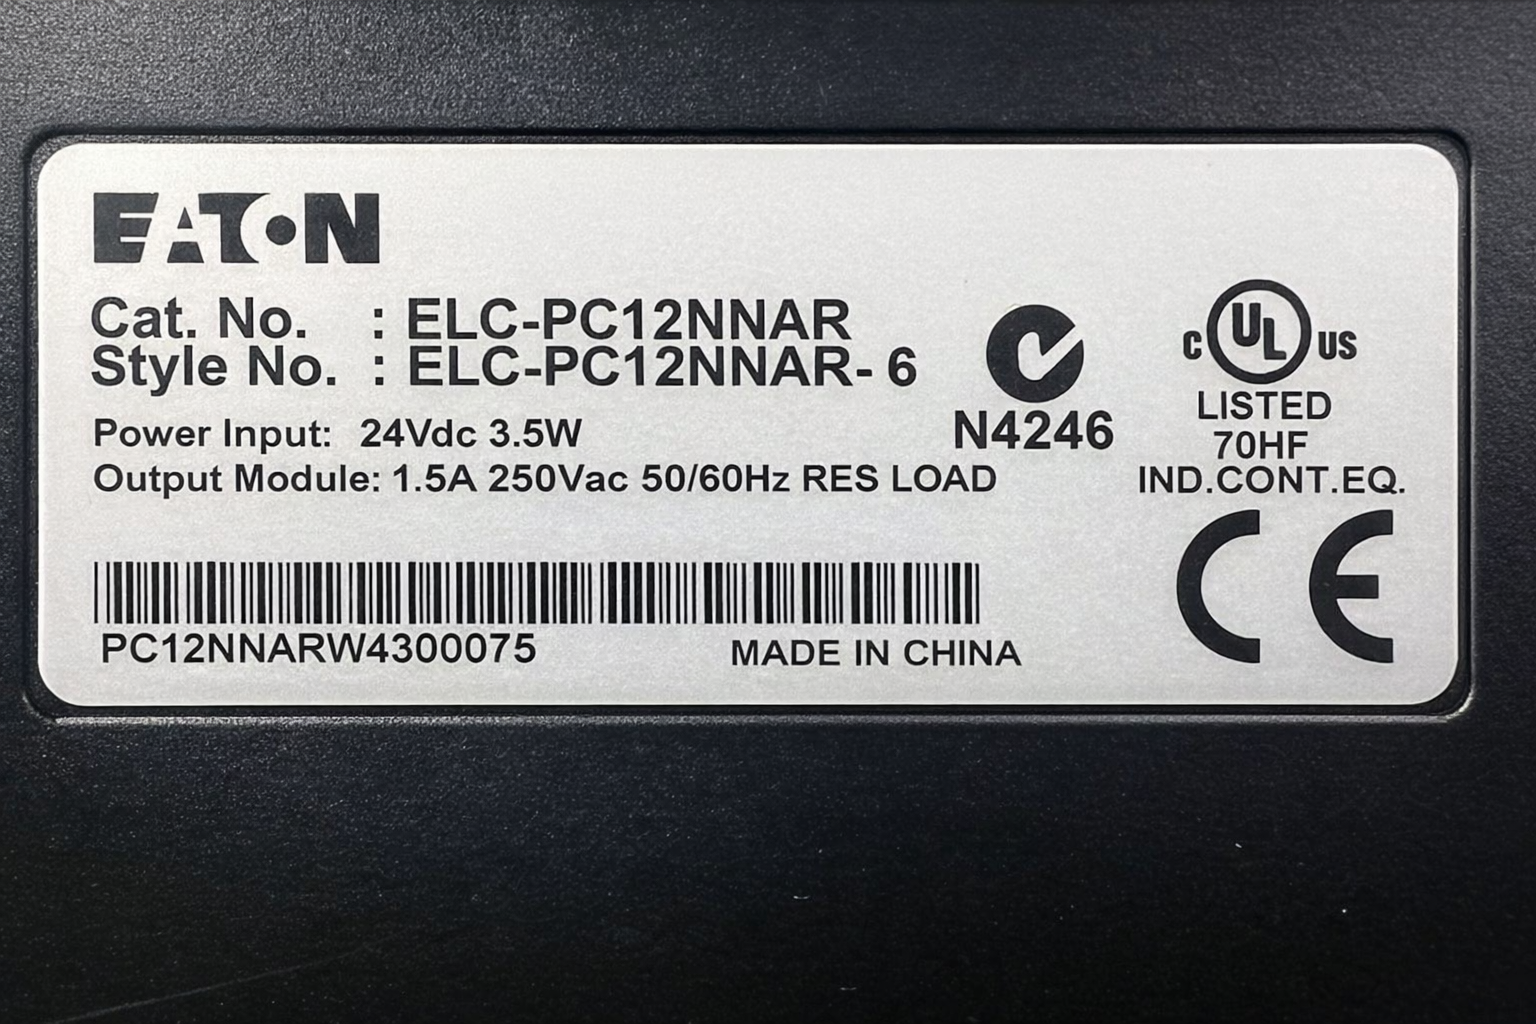 EATON
Cat. No. : ELC-PC12NNAR
Style No. : ELC-PC12NNAR- 6
Power Input: 24Vdc 3.5W
Output Module: 1.5A 250Vac 50/60Hz RES LOAD
N4246
C UL US
LISTED
70HF
IND.CONT.EQ.
CE
PC12NNARW4300075
MADE IN CHINA